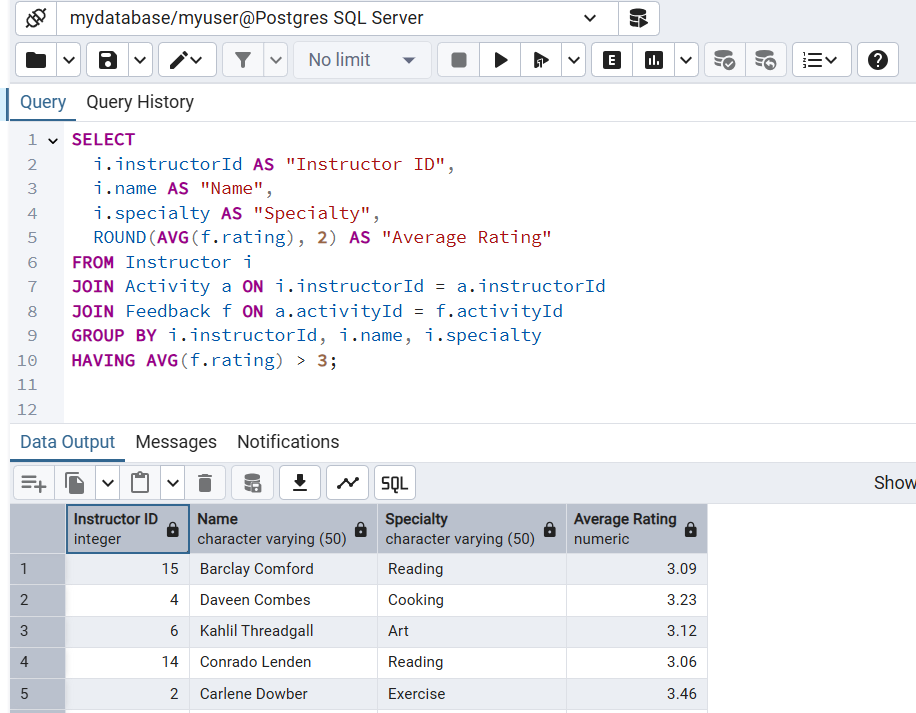 mydatabase/myuser@Postgres SQL Server
No limit
E
Query Query History
1 SELECT
2 i.instructorId AS "Instructor ID",
3 i.name AS "Name",
4 i.specialty AS "Specialty",
5 ROUND(AVG(f.rating), 2) AS "Average Rating"
6 FROM Instructor i
7 JOIN Activity a ON i.instructorId = a.instructorId
8 JOIN Feedback f ON a.activityId = f.activityId
9 GROUP BY i.instructorId, i.name, i.specialty
10 HAVING AVG(f.rating) > 3;
11
12
Data Output Messages Notifications
SQL Show
Instructor ID Name Specialty Average Rating
integer character varying (50) character varying (50) numeric
1 15 Barclay Comford Reading 3.09
2 4 Daveen Combes Cooking 3.23
3 6 Kahlil Threadgall Art 3.12
4 14 Conrado Lenden Reading 3.06
5 2 Carlene Dowber Exercise 3.46